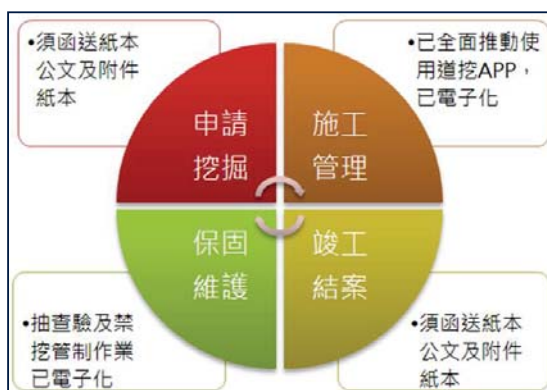 •須函送紙本
公文及附件
紙本
•已全面推動使
用道挖APP，
已電子化
申請
挖掘
施工
管理
保固
維護
竣工
結案
•抽查驗及禁
挖管制作業
已電子化
•須函送紙本
公文及附件
紙本